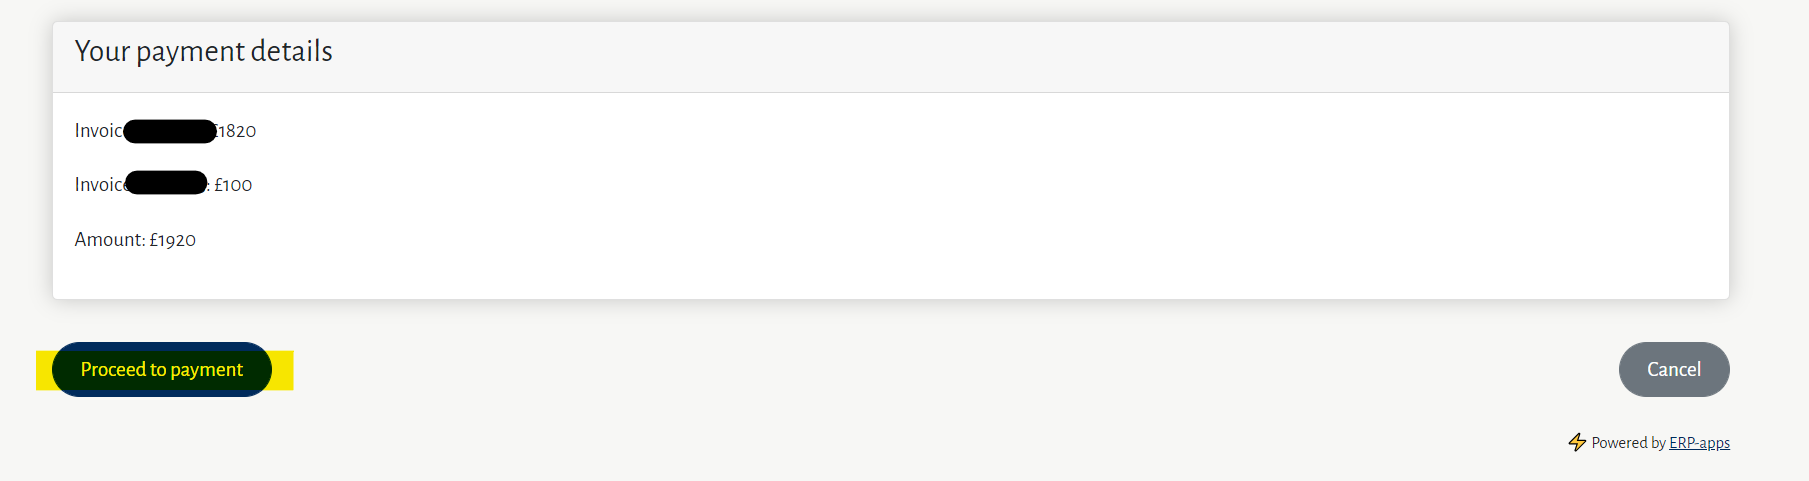 Your payment details
Invoic £1820
Invoic : £100
Amount: £1920
Proceed to payment
Cancel
Powered by ERP-apps